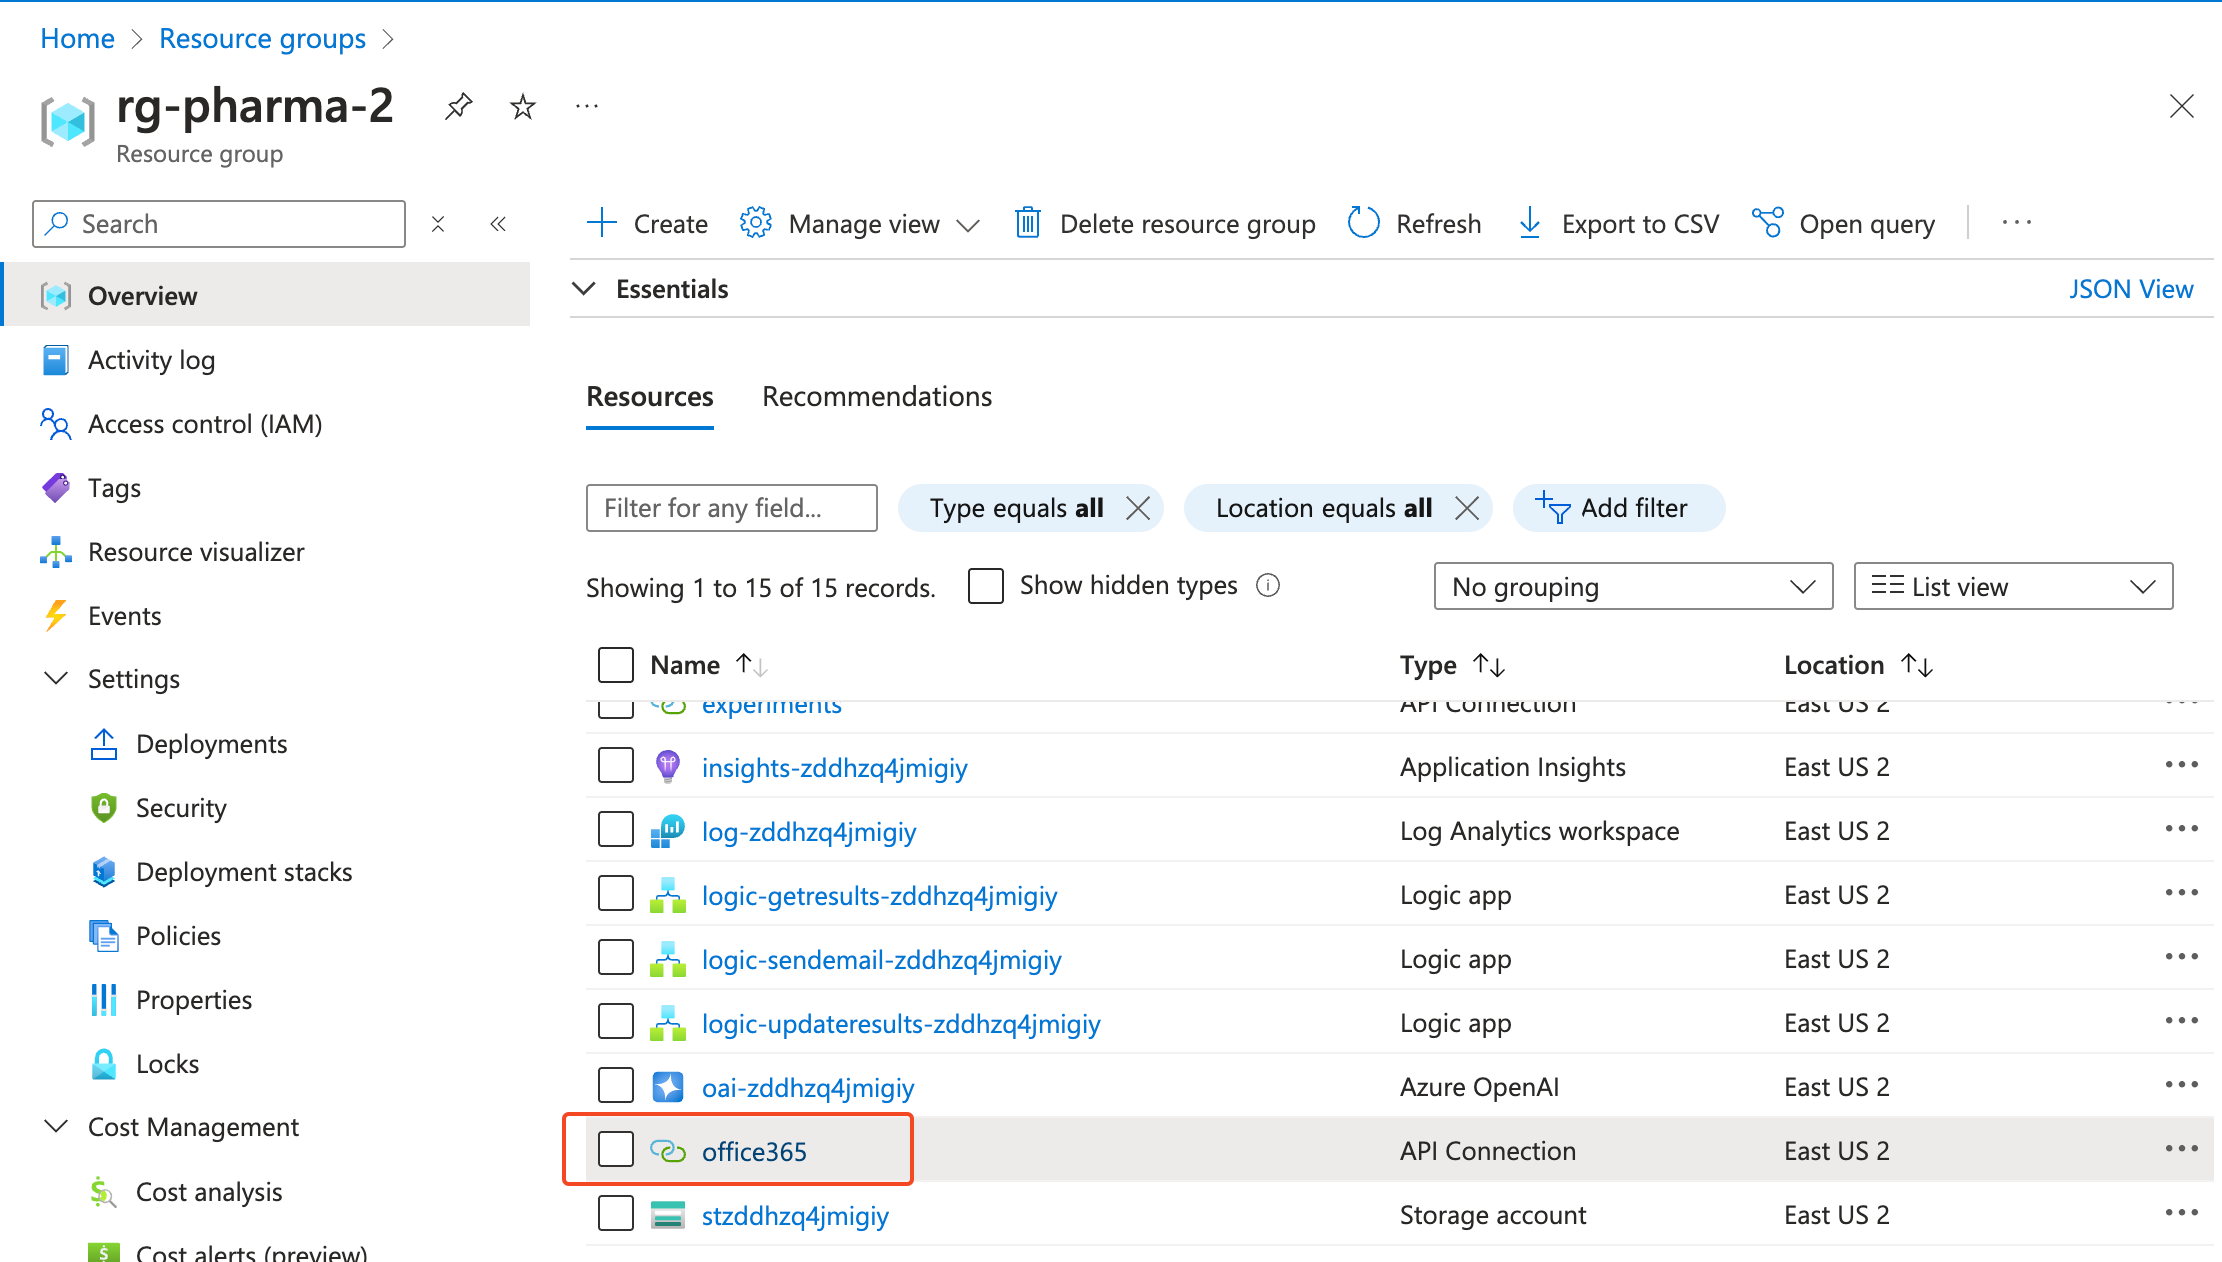 Home
Resource groups
rg-pharma-2
Resource group
Search
Create
Manage view
Delete resource group
Refresh
Export to CSV
Open query
Essentials
JSON View
Overview
Activity log
Access control (IAM)
Tags
Resource visualizer
Events
Settings
Deployments
Security
Deployment stacks
Policies
Properties
Locks
Cost Management
Cost analysis
Cost alerts (preview)
Resources
Recommendations
Filter for any field...
Type equals all
Location equals all
Add filter
Showing 1 to 15 of 15 records.
Show hidden types
No grouping
List view
Name
Type
Location
experiments
API Connection
East US 2
insights-zddhzq4jmigiy
Application Insights
East US 2
log-zddhzq4jmigiy
Log Analytics workspace
East US 2
logic-getresults-zddhzq4jmigiy
Logic app
East US 2
logic-sendemail-zddhzq4jmigiy
Logic app
East US 2
logic-updateresults-zddhzq4jmigiy
Logic app
East US 2
oai-zddhzq4jmigiy
Azure OpenAI
East US 2
office365
API Connection
East US 2
stzddhzq4jmigiy
Storage account
East US 2